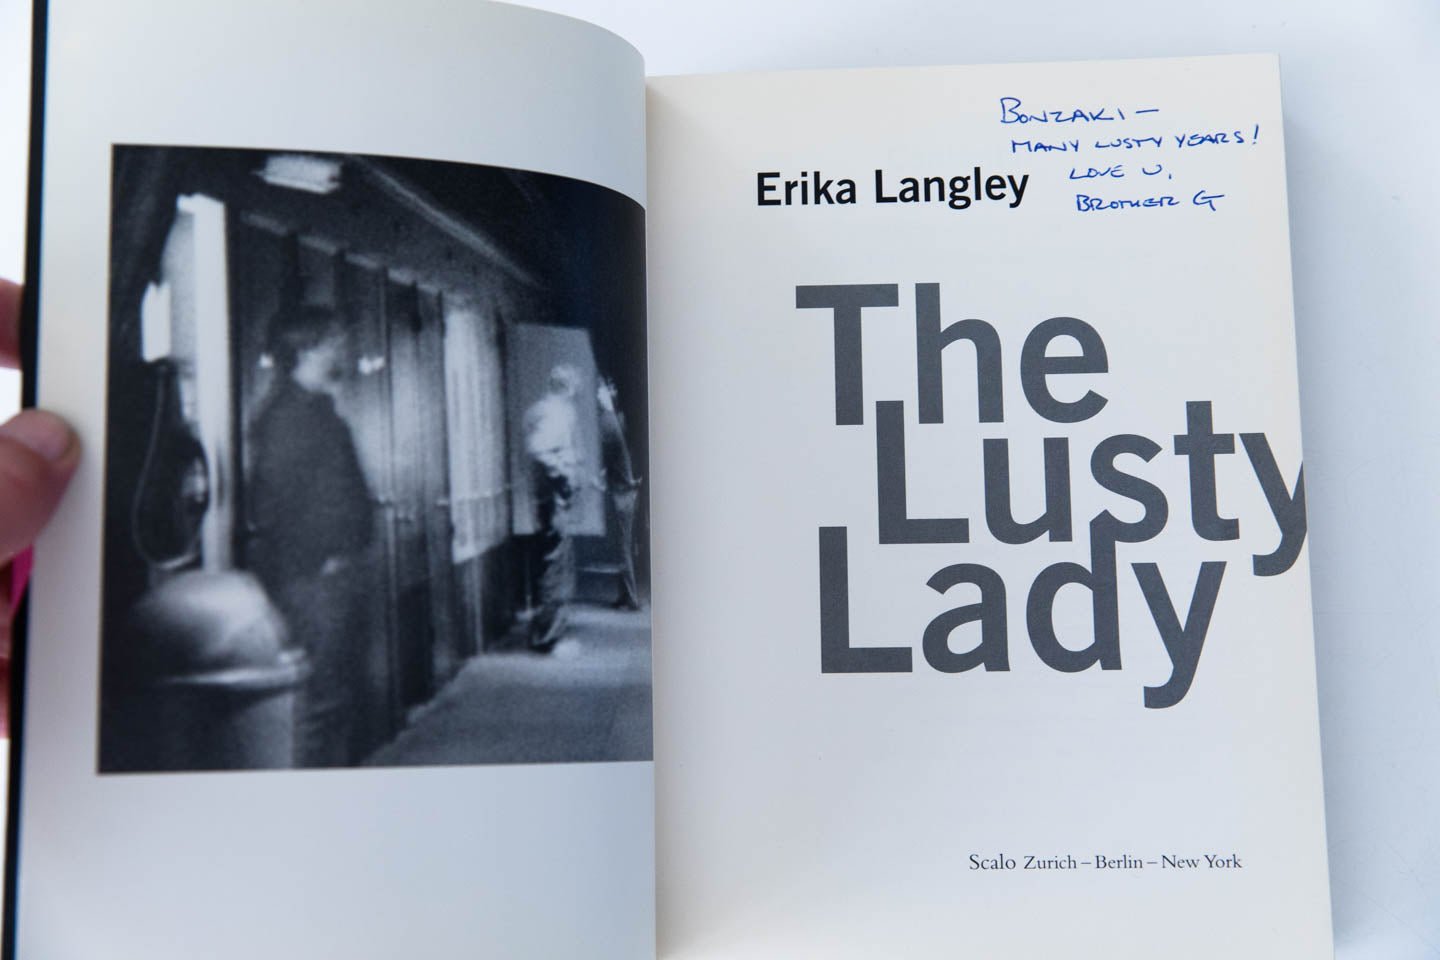 BONZAKI —
MANY LUSTY YEARS!
LOVE U,
BROTHER G
Erika Langley
The
Lusty
Lady
Scalo Zurich – Berlin – New York